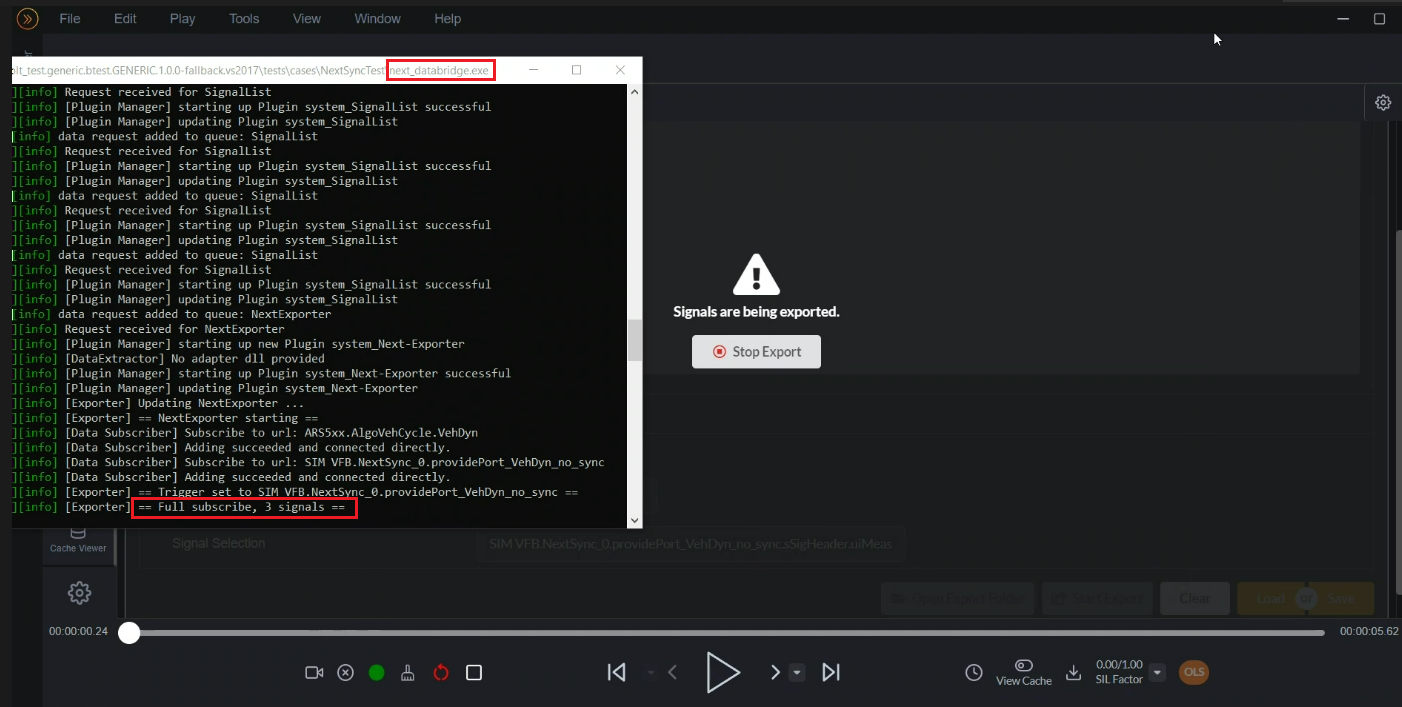 File Edit Play Tools View Window Help
olt_test.generic.btest.GENERIC.1.0.0-fallback.vs2017\tests\cases\NextSyncTest\next_databridge.exe
][info] Request received for SignalList
][info] [Plugin Manager] starting up Plugin system_SignalList successful
][info] [Plugin Manager] updating Plugin system_SignalList
[info] data request added to queue: SignalList
][info] Request received for SignalList
][info] [Plugin Manager] starting up Plugin system_SignalList successful
][info] [Plugin Manager] updating Plugin system_SignalList
[info] data request added to queue: SignalList
][info] Request received for SignalList
][info] [Plugin Manager] starting up Plugin system_SignalList successful
][info] [Plugin Manager] updating Plugin system_SignalList
[info] data request added to queue: SignalList
][info] Request received for SignalList
][info] [Plugin Manager] starting up Plugin system_SignalList successful
][info] [Plugin Manager] updating Plugin system_SignalList
[info] data request added to queue: NextExporter
][info] Request received for NextExporter
][info] [Plugin Manager] starting up new Plugin system_Next-Exporter
][info] [DataExtractor] No adapter dll provided
][info] [Plugin Manager] starting up Plugin system_Next-Exporter successful
][info] [Plugin Manager] updating Plugin system_Next-Exporter
][info] [Exporter] Updating NextExporter ...
][info] [Exporter] == NextExporter starting ==
][info] [Data Subscriber] Subscribe to url: ARS5xx.AlgoVehCycle.VehDyn
][info] [Data Subscriber] Adding succeeded and connected directly.
][info] [Data Subscriber] Subscribe to url: SIM VFB.NextSync_0.providePort_VehDyn_no_sync
][info] [Data Subscriber] Adding succeeded and connected directly.
][info] [Exporter] == Trigger set to SIM VFB.NextSync_0.providePort_VehDyn_no_sync ==
][info] [Exporter] == Full subscribe, 3 signals ==
Signals are being exported.
Stop Export
Cache Viewer
Signal Selection
SIM VFB.NextSync_0.providePort_VehDyn_no_sync.sSigHeader.uiMeas
Open Export Folder
Start Export
Clear
Load or Save
00:00:00.24
00:00:05.62
View Cache
0.00/1.00
SIL Factor
OLS